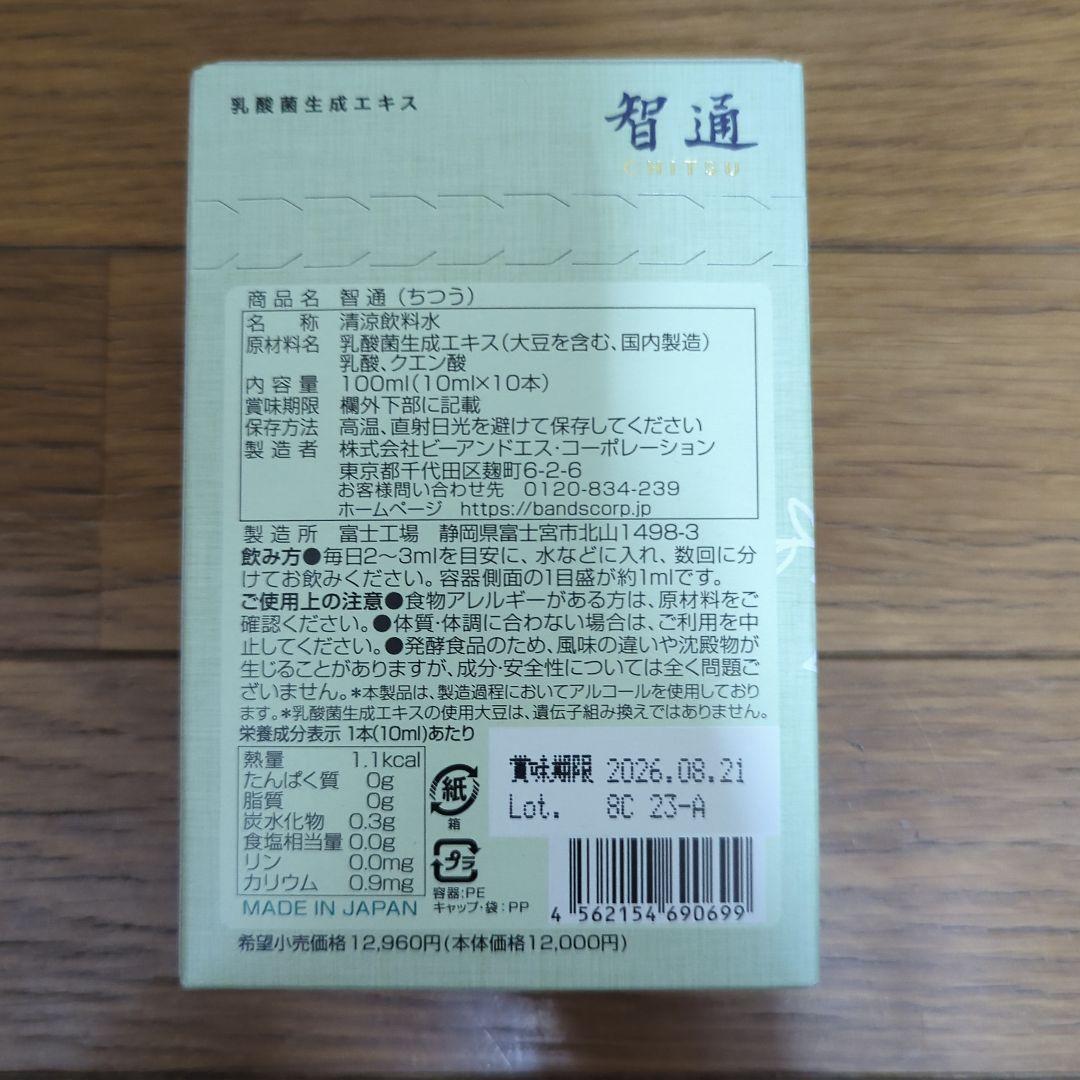 乳酸菌生成エキス
智通
CHITSU
商品名 智通（ちつう）
名称 清涼飲料水
原材料名 乳酸菌生成エキス（大豆を含む、国内製造）
乳酸、クエン酸
内容量 100ml（10ml×10本）
賞味期限 欄外下部に記載
保存方法 高温、直射日光を避けて保存してください
製造者 株式会社ビーアンドエス・コーポレーション
東京都千代田区麹町6-2-6
お客様問い合わせ先 0120-834-239
ホームページ https://bandscorp.jp
製造所 富士工場 静岡県富士宮市北山1498-3
飲み方●毎日2〜3mlを目安に、水などに入れ、数回に分
けてお飲みください。容器側面の1目盛が約1mlです。
ご使用上の注意●食物アレルギーがある方は、原材料をご
確認ください。●体質・体調に合わない場合は、ご利用を中
止してください。●発酵食品のため、風味の違いや沈殿物が
生じることがありますが、成分・安全性については全く問題ご
ざいません。＊本製品は、製造過程においてアルコールを使用しており
ます。＊乳酸菌生成エキスの使用大豆は、遺伝子組み換えではありません。
栄養成分表示 1本（10ml）あたり
熱量 1.1kcal
たんぱく質 0g
脂質 0g
炭水化物 0.3g
食塩相当量 0.0g
リン 0.0mg
カリウム 0.9mg
紙
箱
プラ
容器：PE
キャップ・袋：PP
賞味期限 2026.08.21
Lot. 8C 23-A
4 562154 690699
MADE IN JAPAN
希望小売価格12,960円（本体価格12,000円）